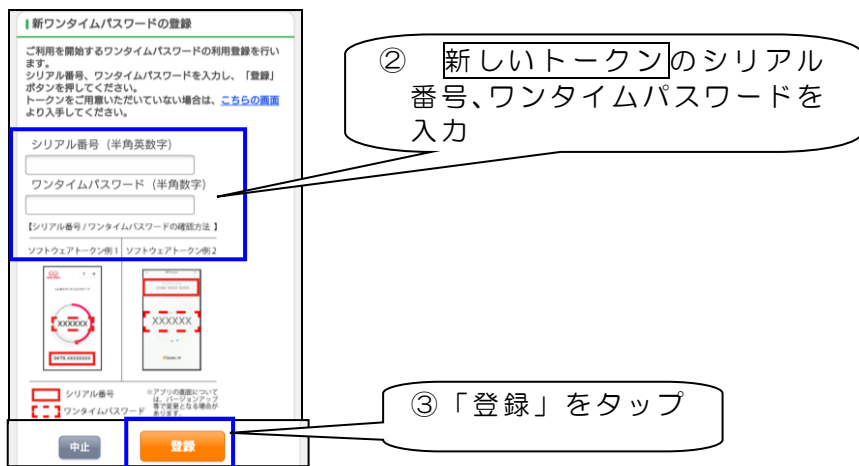 新ワンタイムパスワードの登録
ご利用を開始するワンタイムパスワードの利用登録を行い
ます。
シリアル番号、ワンタイムパスワードを入力し、「登録」
ボタンを押してください。
トークンをご用意いただいていない場合は、こちらの画面
より入手してください。
② 新しいトークンのシリアル
番号、ワンタイムパスワードを
入力
シリアル番号（半角英数字）
ワンタイムパスワード（半角数字）
【シリアル番号/ワンタイムパスワードの確認方法 】
ソフトウェアトークン例1 ソフトウェアトークン例2
XXXXXX
XXXXXX
シリアル番号
ワンタイムパスワード
※アプリの画面について
は、バージョンアップ
等で変更となる場合が
あります。
③「登録」をタップ
中止
登録